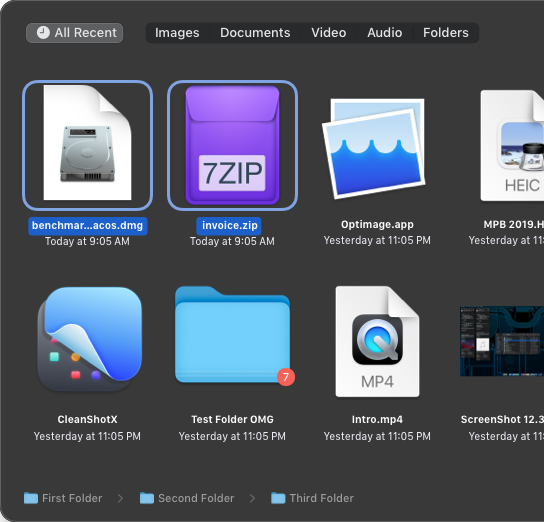 All Recent
Images Documents Video Audio Folders
7ZIP
HEIC
benchmar...acos.dmg
invoice.zip
Optimage.app
MPB 2019.H
Today at 9:05 AM
Today at 9:05 AM
Yesterday at 11:05 PM
Yesterday at 11:
7
MP4
CleanShotX
Test Folder OMG
Intro.mp4
ScreenShot 12.3
Yesterday at 11:05 PM
Yesterday at 11:05 PM
Yesterday at 11:05 PM
Yesterday at 11:
First Folder > Second Folder > Third Folder